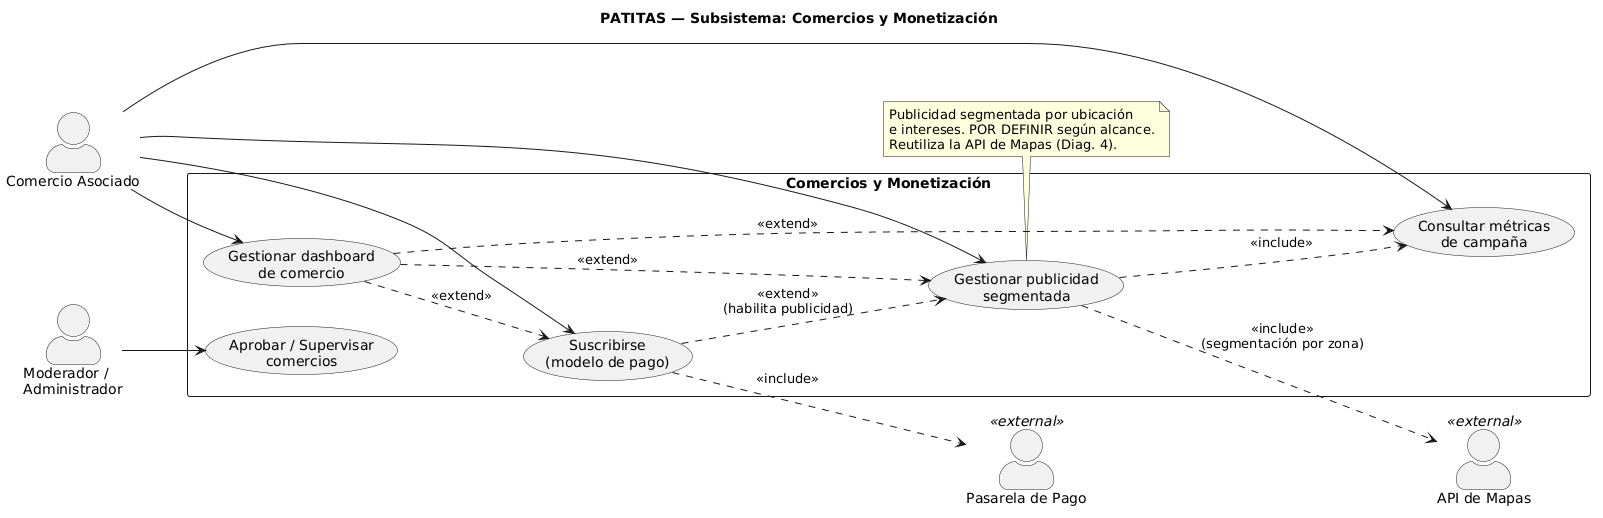 PATITAS — Subsistema: Comercios y Monetización
Publicidad segmentada por ubicación
e intereses. POR DEFINIR según alcance.
Reutiliza la API de Mapas (Diag. 4).
Comercio Asociado
Comercios y Monetización
Gestionar dashboard
de comercio
«extend»
«extend»
«extend»
Consultar métricas
de campaña
«include»
Gestionar publicidad
segmentada
«extend»
(habilita publicidad)
Aprobar / Supervisar
comercios
Suscribirse
(modelo de pago)
«include»
(segmentación por zona)
Moderador /
Administrador
«include»
«external»
Pasarela de Pago
«external»
API de Mapas